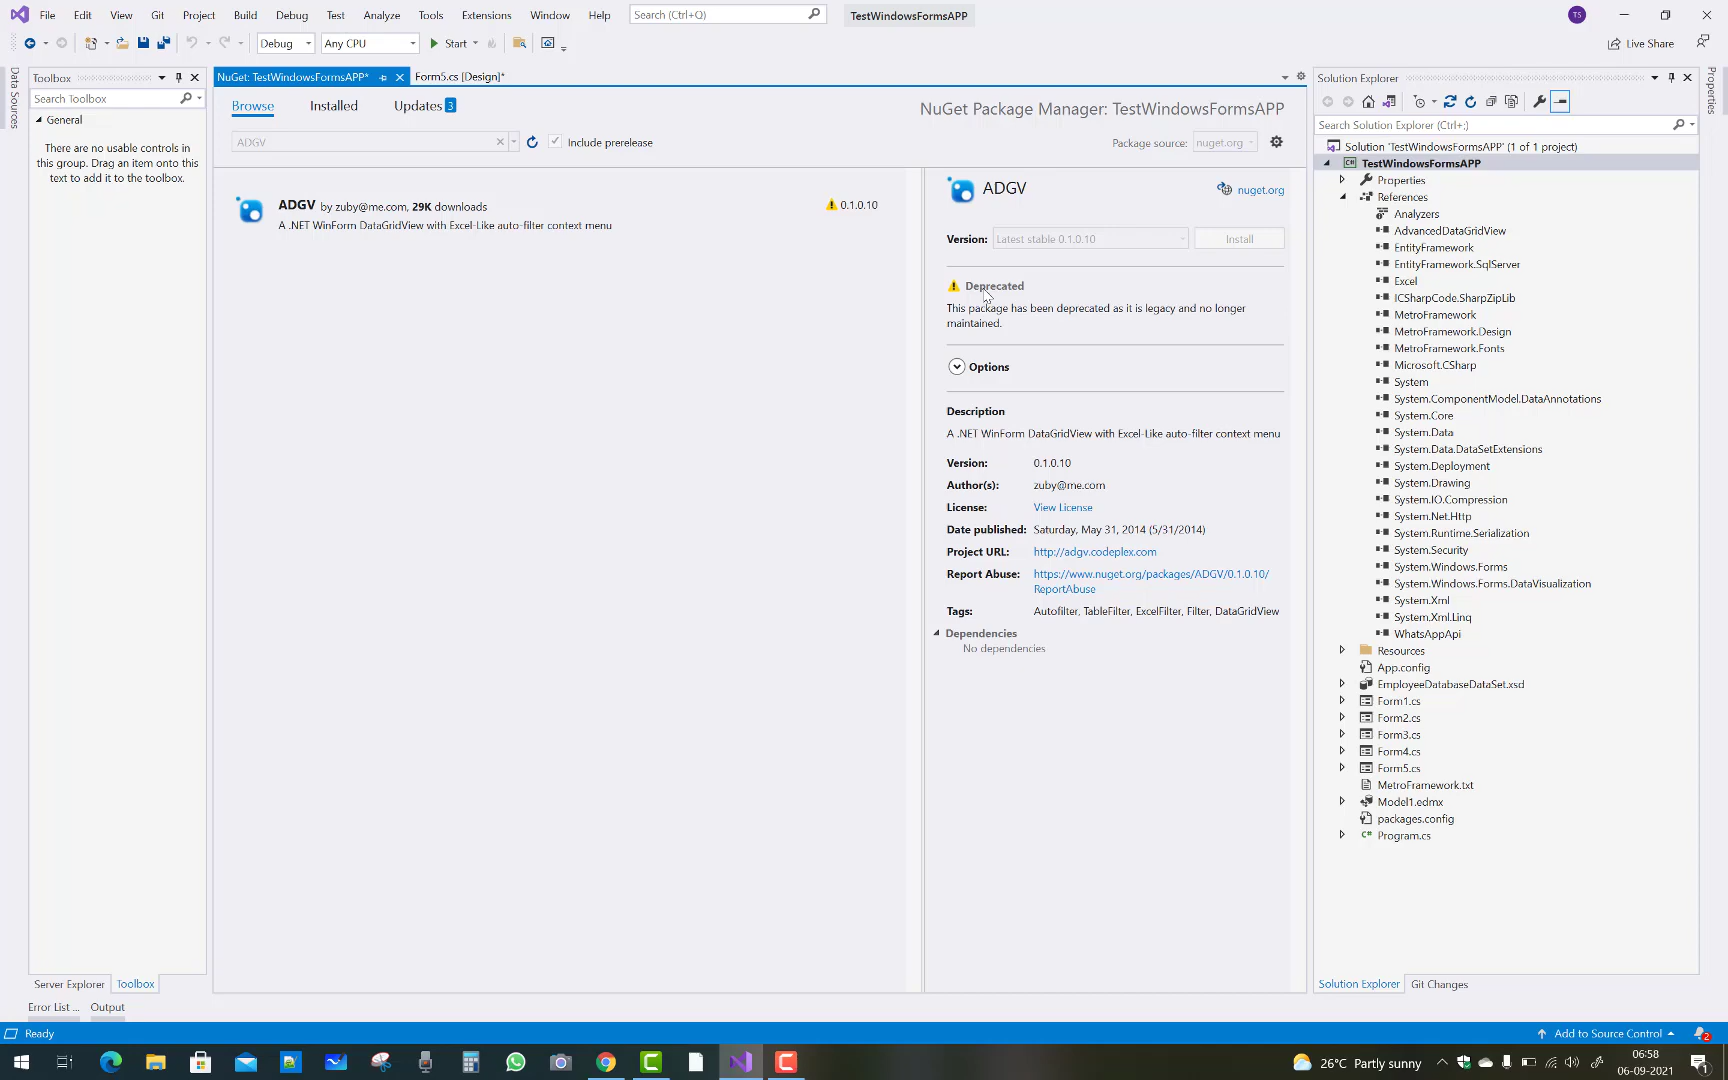 File Edit View Git Project Build Debug Test Analyze Tools Extensions Window Help Search (Ctrl+Q) TestWindowsFormsAPP TS
Debug Any CPU Start Live Share
Data Sources
Toolbox
Search Toolbox
General
There are no usable controls in
this group. Drag an item onto this
text to add it to the toolbox.
Server Explorer Toolbox
Error List ... Output
NuGet: TestWindowsFormsAPP* Form5.cs [Design]*
Browse Installed Updates 3
NuGet Package Manager: TestWindowsFormsAPP
ADGV Include prerelease
Package source: nuget.org
ADGV by zuby@me.com, 29K downloads 0.1.0.10
A .NET WinForm DataGridView with Excel-Like auto-filter context menu
ADGV nuget.org
Version: Latest stable 0.1.0.10 Install
Deprecated
This package has been deprecated as it is legacy and no longer
maintained.
Options
Description
A .NET WinForm DataGridView with Excel-Like auto-filter context menu
Version: 0.1.0.10
Author(s): zuby@me.com
License: View License
Date published: Saturday, May 31, 2014 (5/31/2014)
Project URL: http://adgv.codeplex.com
Report Abuse: https://www.nuget.org/packages/ADGV/0.1.0.10/
ReportAbuse
Tags: Autofilter, TableFilter, ExcelFilter, Filter, DataGridView
Dependencies
No dependencies
Solution Explorer
Search Solution Explorer (Ctrl+;)
Solution 'TestWindowsFormsAPP' (1 of 1 project)
TestWindowsFormsAPP
Properties
References
Analyzers
AdvancedDataGridView
EntityFramework
EntityFramework.SqlServer
Excel
ICSharpCode.SharpZipLib
MetroFramework
MetroFramework.Design
MetroFramework.Fonts
Microsoft.CSharp
System
System.ComponentModel.DataAnnotations
System.Core
System.Data
System.Data.DataSetExtensions
System.Deployment
System.Drawing
System.IO.Compression
System.Net.Http
System.Runtime.Serialization
System.Security
System.Windows.Forms
System.Windows.Forms.DataVisualization
System.Xml
System.Xml.Linq
WhatsAppApi
Resources
App.config
EmployeeDatabaseDataSet.xsd
Form1.cs
Form2.cs
Form3.cs
Form4.cs
Form5.cs
MetroFramework.txt
Model1.edmx
packages.config
C# Program.cs
Solution Explorer Git Changes
Properties
Ready Add to Source Control 2
26°C Partly sunny
06:58
06-09-2021
1